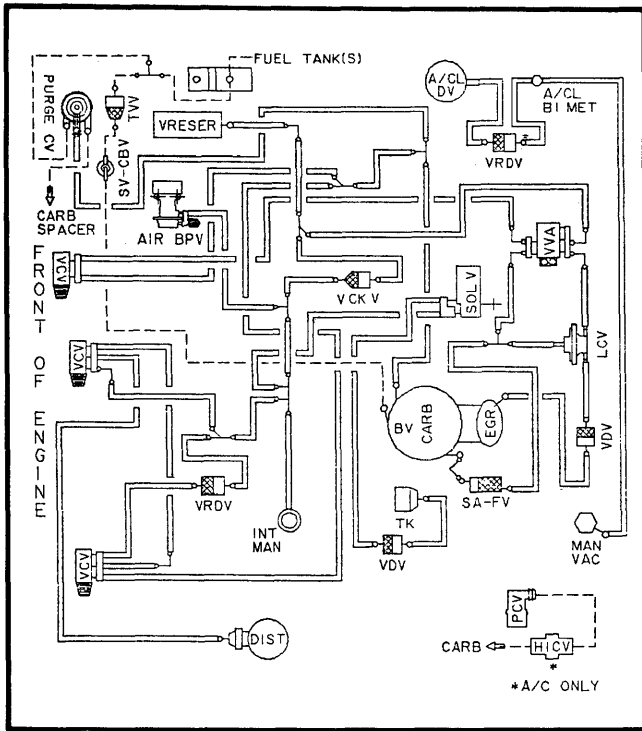 FUEL TANK(S)
PURGE CV
TVV
SV-CBV
VRESER
A/CL
DV
A/CL
BI MET
VRDV
CARB
SPACER
AIR BPV
VVA
VCV
VCK V
SOL V
LCV
FRONT OF ENGINE
VCV
BV
CARB
EGR
VDV
VRDV
SA-FV
INT
MAN
TK
VDV
MAN
VAC
VCV
DIST
PCV
CARB
HICV
*
*A/C ONLY